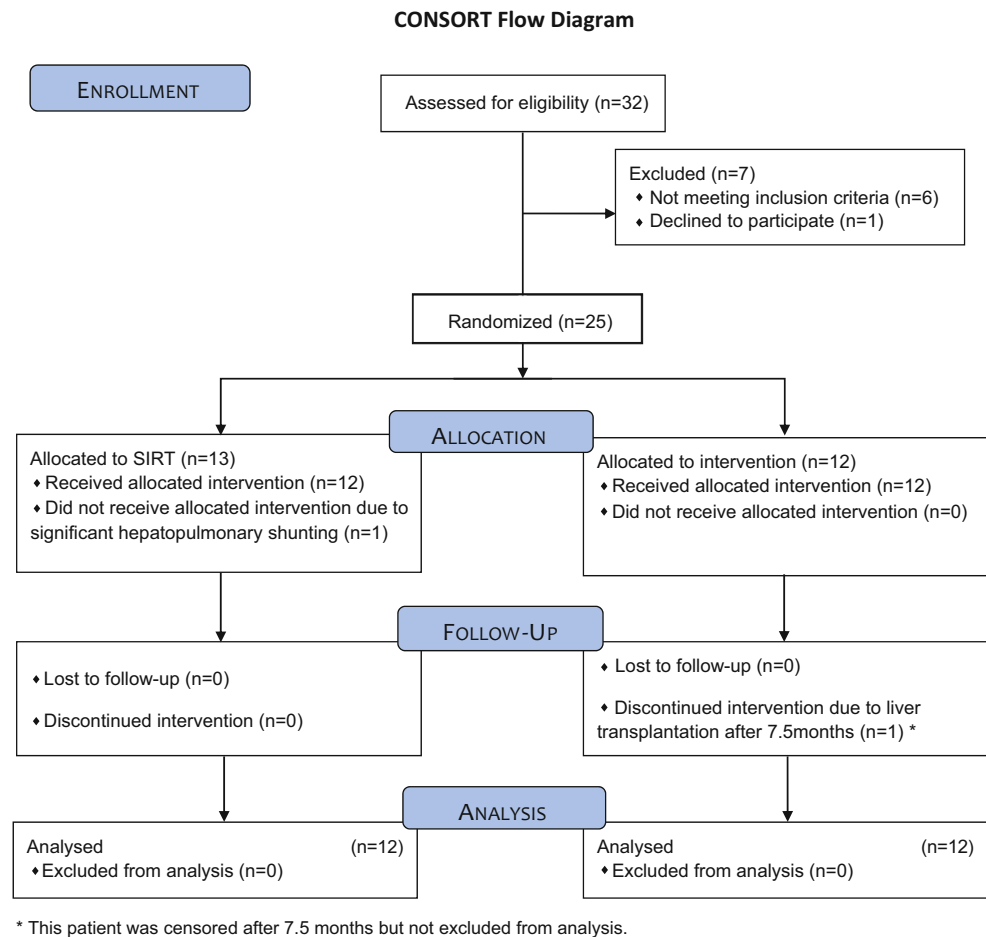 CONSORT Flow Diagram
ENROLLMENT
Assessed for eligibility (n=32)
Excluded (n=7)
♦ Not meeting inclusion criteria (n=6)
♦ Declined to participate (n=1)
Randomized (n=25)
ALLOCATION
Allocated to SIRT (n=13)
♦ Received allocated intervention (n=12)
♦ Did not receive allocated intervention due to
significant hepatopulmonary shunting (n=1)
Allocated to intervention (n=12)
♦ Received allocated intervention (n=12)
♦ Did not received allocated intervention (n=0)
FOLLOW-UP
♦ Lost to follow-up (n=0)
♦ Discontinued intervention (n=0)
♦ Lost to follow-up (n=0)
♦ Discontinued intervention due to liver
transplantation after 7.5months (n=1) *
ANALYSIS
Analysed (n=12)
♦Excluded from analysis (n=0)
Analysed (n=12)
♦ Excluded from analysis (n=0)
* This patient was censored after 7.5 months but not excluded from analysis.